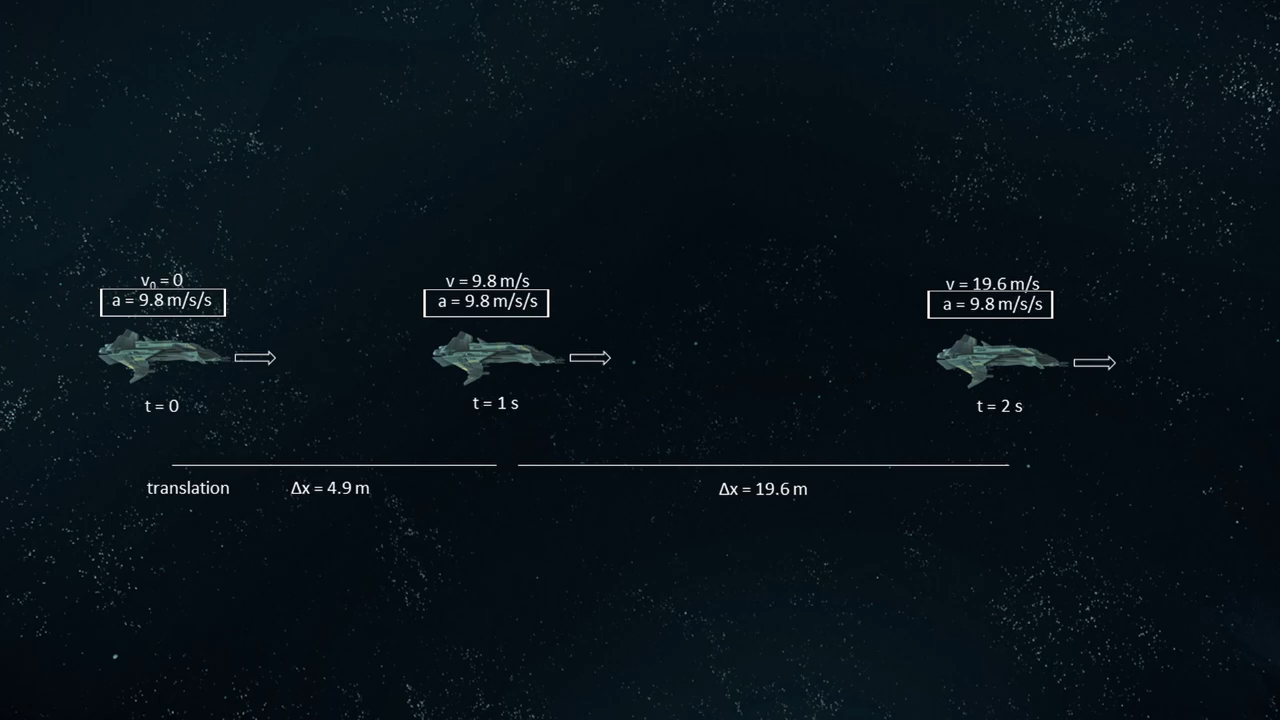 v₀ = 0
a = 9.8 m/s/s
t = 0
v = 9.8 m/s
a = 9.8 m/s/s
t = 1 s
v = 19.6 m/s
a = 9.8 m/s/s
t = 2 s
translation
Δx = 4.9 m
Δx = 19.6 m